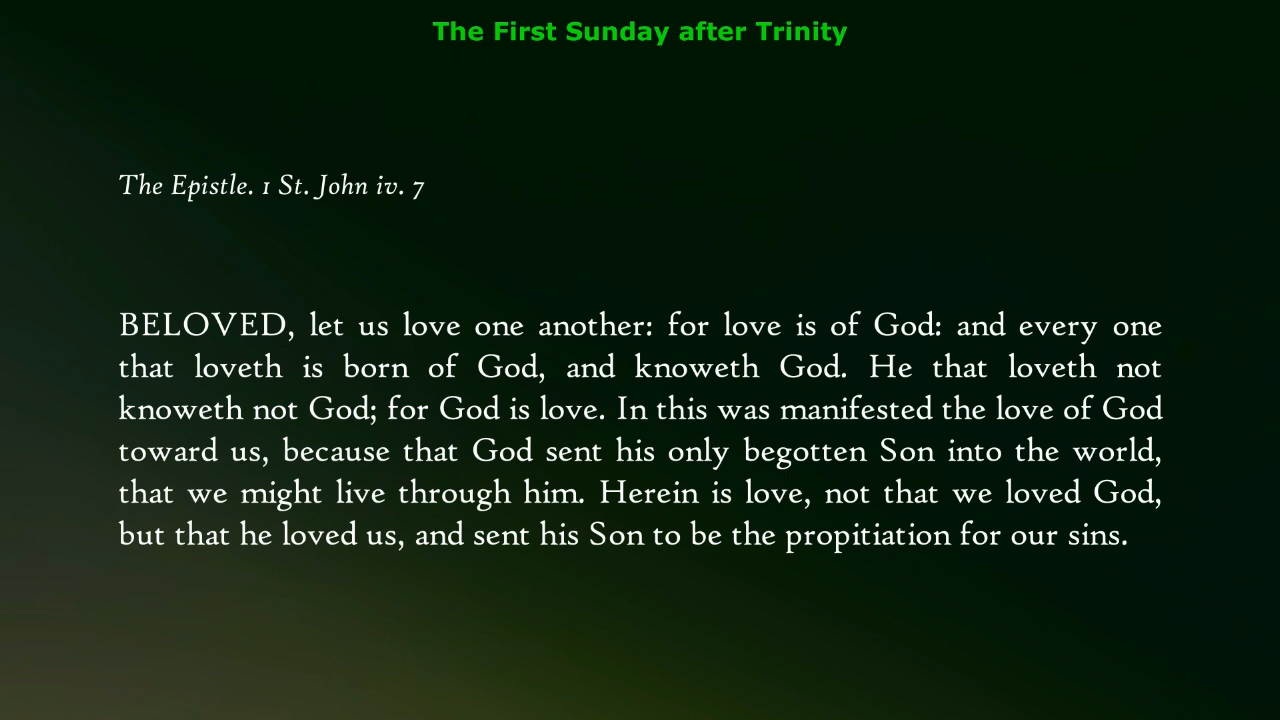 The First Sunday after Trinity
The Epistle. 1 St. John iv. 7
BELOVED, let us love one another: for love is of God: and every one
that loveth is born of God, and knoweth God. He that loveth not
knoweth not God; for God is love. In this was manifested the love of God
toward us, because that God sent his only begotten Son into the world,
that we might live through him. Herein is love, not that we loved God,
but that he loved us, and sent his Son to be the propitiation for our sins.